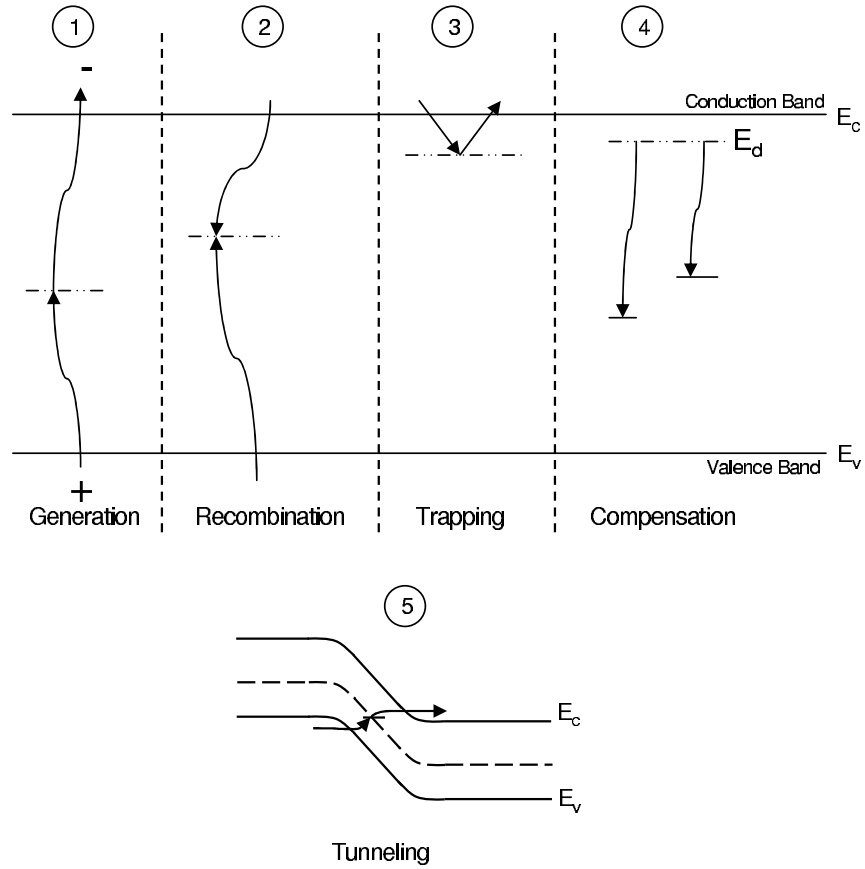 1 2 3 4
-
Conduction Band
E_c
E_d
E_v
Valence Band
+
Generation Recombination Trapping Compensation
5
E_c
E_v
Tunneling